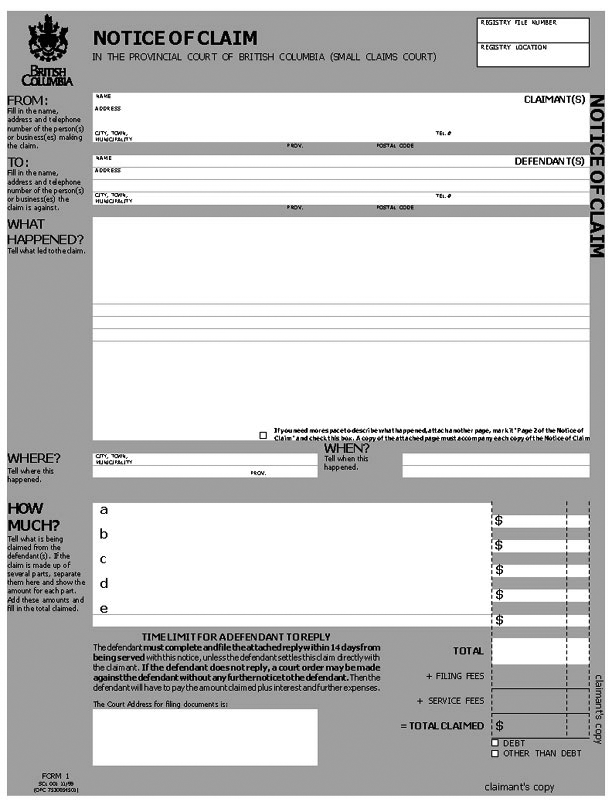 BRITISH
COLUMBIA
NOTICE OF CLAIM
IN THE PROVINCIAL COURT OF BRITISH COLUMBIA (SMALL CLAIMS COURT)
REGISTRY FILE NUMBER
REGISTRY LOCATION
FROM:
Fill in the name,
address and telephone
number of the person(s)
or business(es) making
the claim.
NAME
CLAIMANT(S)
ADDRESS
CITY, TOWN,
MUNICIPALITY
TEL. #
PROV.
POSTAL CODE
TO:
Fill in the name,
address and telephone
number of the person(s)
or business(es) the
claim is against.
NAME
DEFENDANT(S)
ADDRESS
CITY, TOWN,
MUNICIPALITY
TEL. #
PROV.
POSTAL CODE
NOTICE OF CLAIM
WHAT
HAPPENED?
Tell what led to the claim.
If you need more space to describe what happened, attach another page, mark it "Page 2 of the Notice of
Claim" and check this box. A copy of the attached page must accompany each copy of the Notice of Claim
WHERE?
Tell where this
happened.
CITY, TOWN,
MUNICIPALITY
PROV.
WHEN?
Tell when this
happened.
HOW
MUCH?
Tell what is being
claimed from the
defendant(s). If the
claim is made up of
several parts, separate
them here and show the
amount for each part.
Add these amounts and
fill in the total claimed.
a
$
b
$
c
$
d
$
e
$
TIME LIMIT FOR A DEFENDANT TO REPLY
The defendant must complete and file the attached reply within 14 days from
being served with this notice, unless the defendant settles this claim directly with
the claimant. If the defendant does not reply, a court order may be made
against the defendant without any further notice to the defendant. Then the
defendant will have to pay the amount claimed plus interest and further expenses.
The Court Address for filing documents is:
TOTAL
+ FILING FEES
+ SERVICE FEES
= TOTAL CLAIMED $
DEBT
OTHER THAN DEBT
claimant's copy
FORM 1
claimant's copy